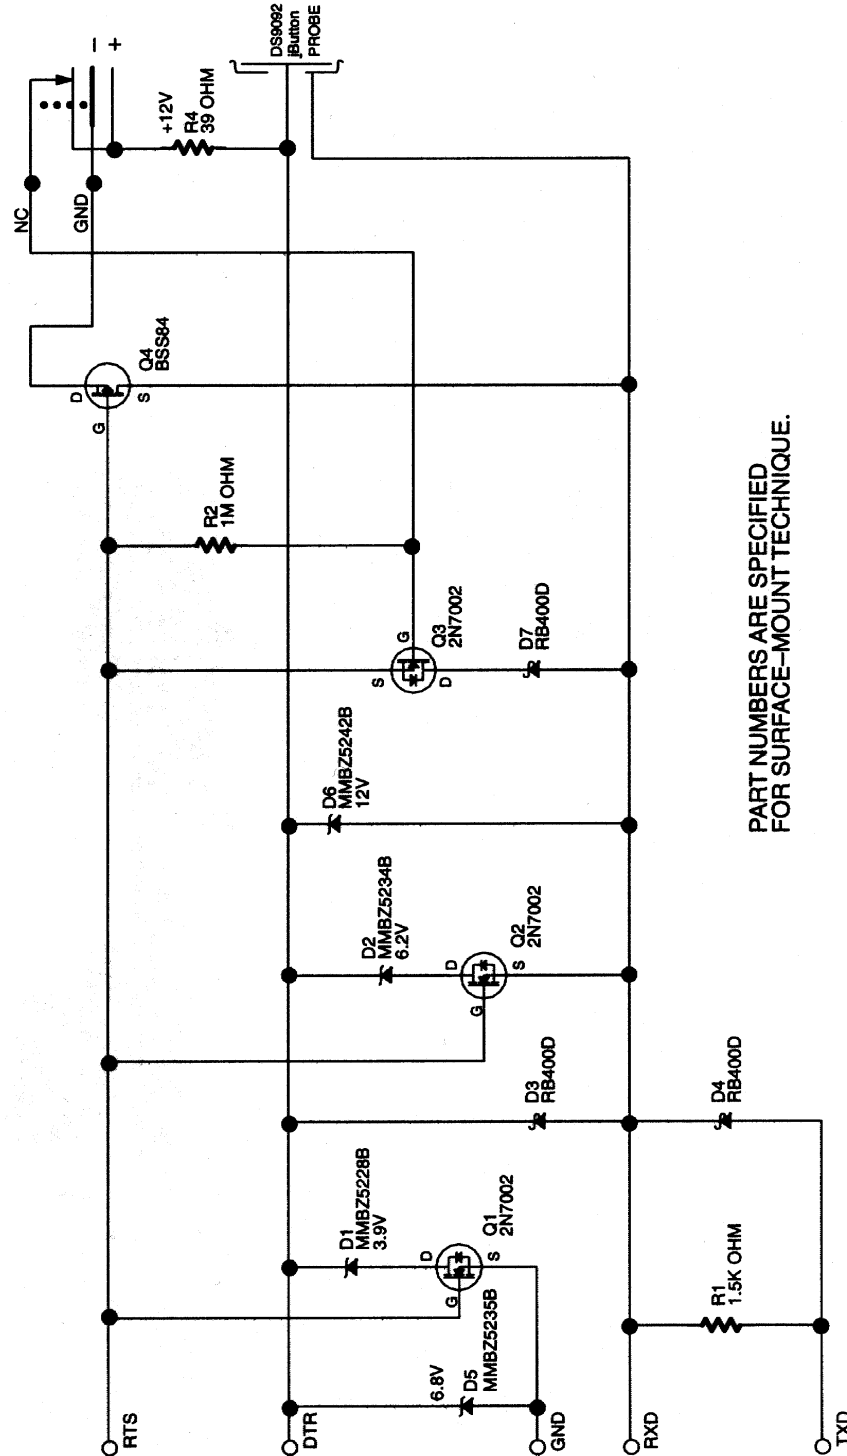 DS9092
iButton
PROBE
–
+
+12V
R4
39 OHM
NC
GND
Q4
BSS84
D
S
G
R2
1M OHM
Q3
2N7002
G
S
D
D7
RB400D
D6
MMBZ5242B
12V
D2
MMBZ5234B
6.2V
Q2
2N7002
D
S
G
D3
RB400D
D4
RB400D
D1
MMBZ5228B
3.9V
Q1
2N7002
D
S
G
6.8V
D5
MMBZ5235B
R1
1.5K OHM
RTS
DTR
GND
RXD
TXD
PART NUMBERS ARE SPECIFIED
FOR SURFACE–MOUNT TECHNIQUE.